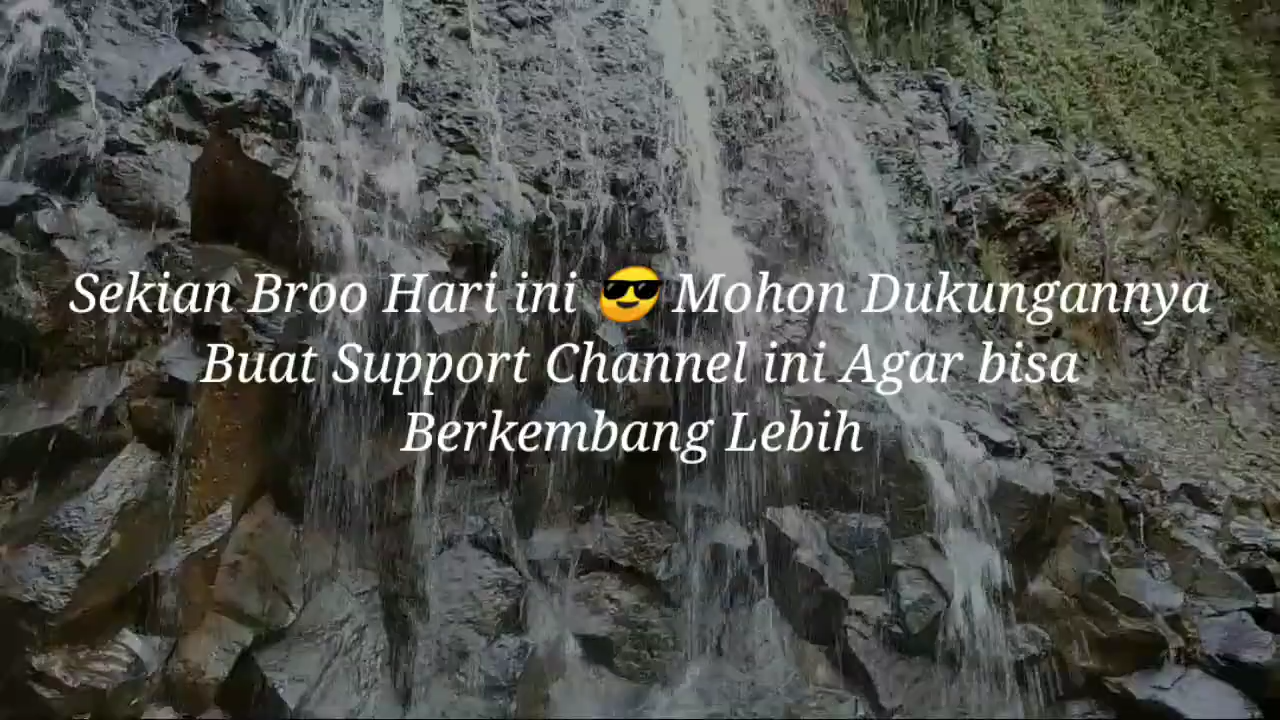 Sekian Broo Hari ini 😎 Mohon Dukungannya
Buat Support Channel ini Agar bisa
Berkembang Lebih